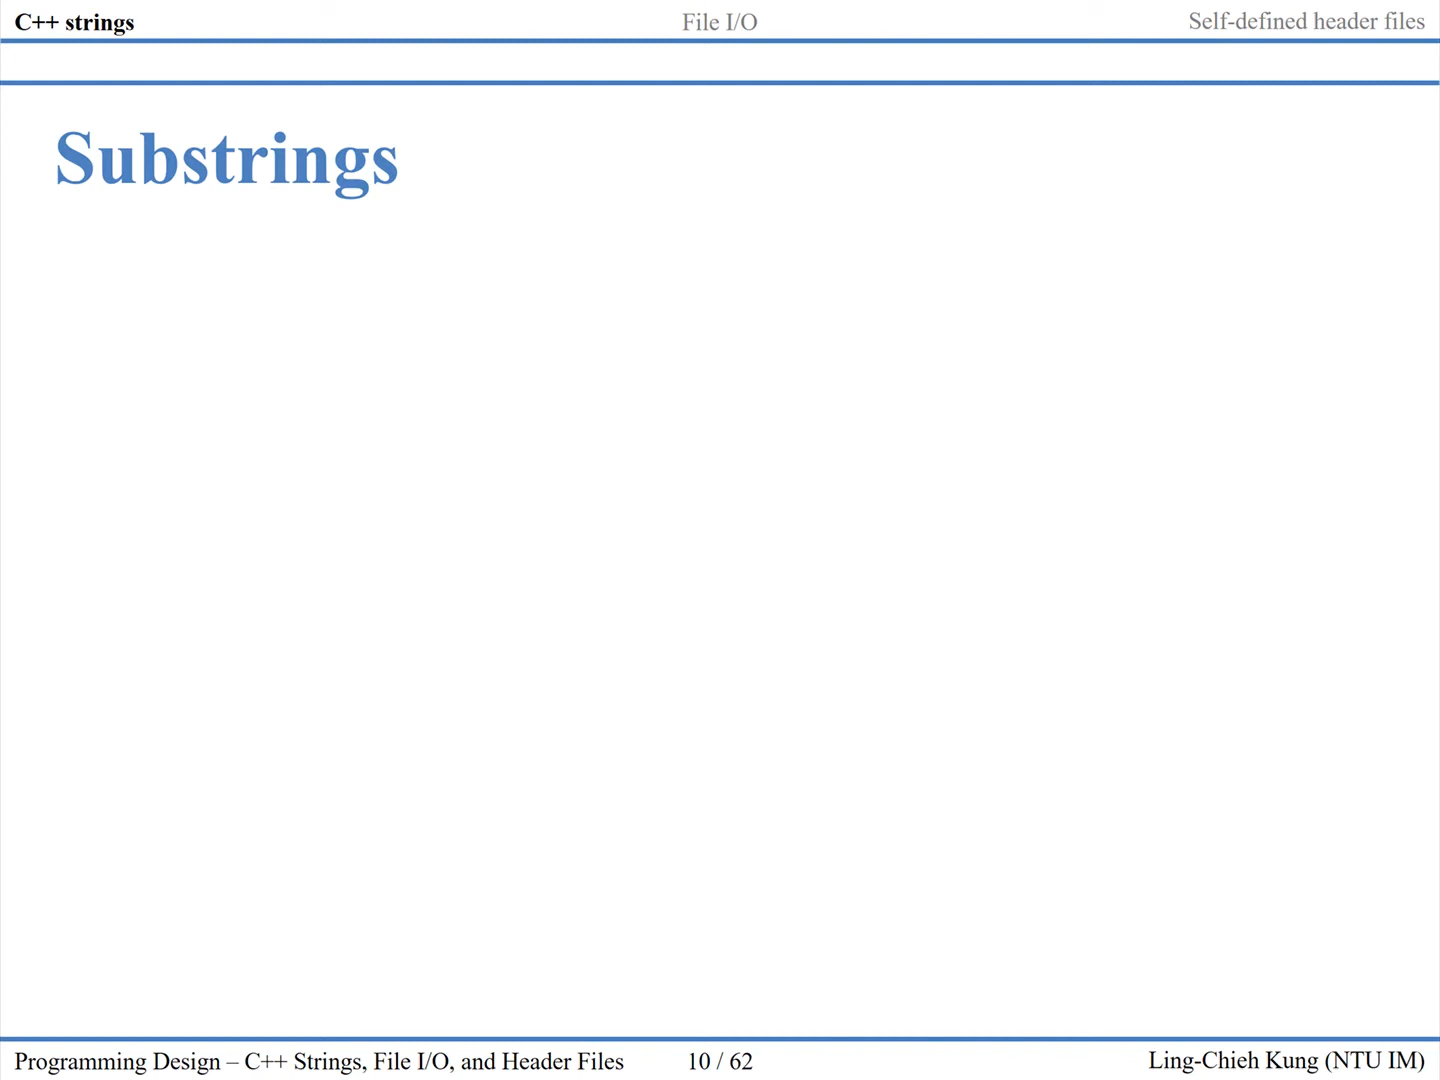 C++ strings
File I/O
Self-defined header files
Substrings
Programming Design – C++ Strings, File I/O, and Header Files
10 / 62
Ling-Chieh Kung (NTU IM)